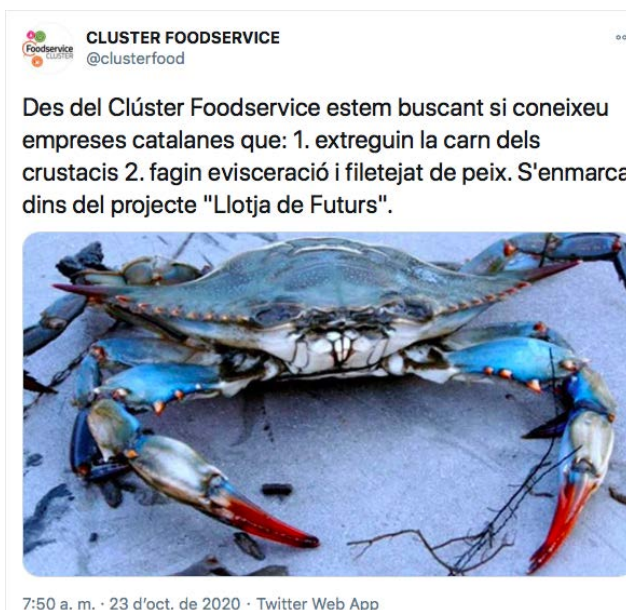 Foodservice
CLUSTER
CLUSTER FOODSERVICE
@clusterfood
Des del Clúster Foodservice estem buscant si coneixeu
empreses catalanes que: 1. extreguin la carn dels
crustacis 2. fagin evisceració i filetejat de peix. S'enmarca
dins del projecte "Llotja de Futurs".
7:50 a. m. · 23 d'oct. de 2020 · Twitter Web App